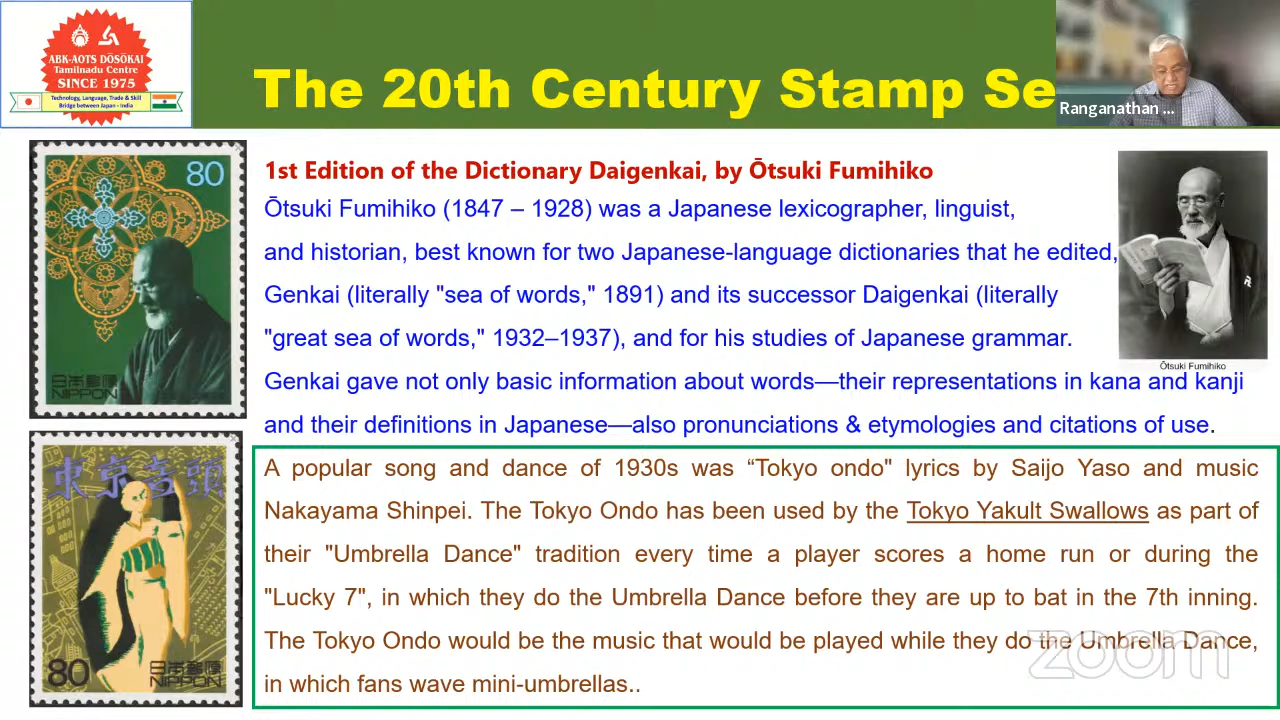 ABK-AOTS DŌSŌKAI
Tamilnadu Centre
SINCE 1975
Technology, Language, Trade & Skill
Bridge between Japan - India
The 20th Century Stamp Se
Ranganathan ...
80
日本郵便
NIPPON
1st Edition of the Dictionary Daigenkai, by Ōtsuki Fumihiko
Ōtsuki Fumihiko (1847 – 1928) was a Japanese lexicographer, linguist,
and historian, best known for two Japanese-language dictionaries that he edited,
Genkai (literally "sea of words," 1891) and its successor Daigenkai (literally
"great sea of words," 1932–1937), and for his studies of Japanese grammar.
Genkai gave not only basic information about words—their representations in kana and kanji
and their definitions in Japanese—also pronunciations & etymologies and citations of use.
Ōtsuki Fumihiko
東京音頭
80
日本郵便
NIPPON
A popular song and dance of 1930s was “Tokyo ondo" lyrics by Saijo Yaso and music
Nakayama Shinpei. The Tokyo Ondo has been used by the Tokyo Yakult Swallows as part of
their "Umbrella Dance" tradition every time a player scores a home run or during the
"Lucky 7", in which they do the Umbrella Dance before they are up to bat in the 7th inning.
The Tokyo Ondo would be the music that would be played while they do the Umbrella Dance,
in which fans wave mini-umbrellas..
zoom